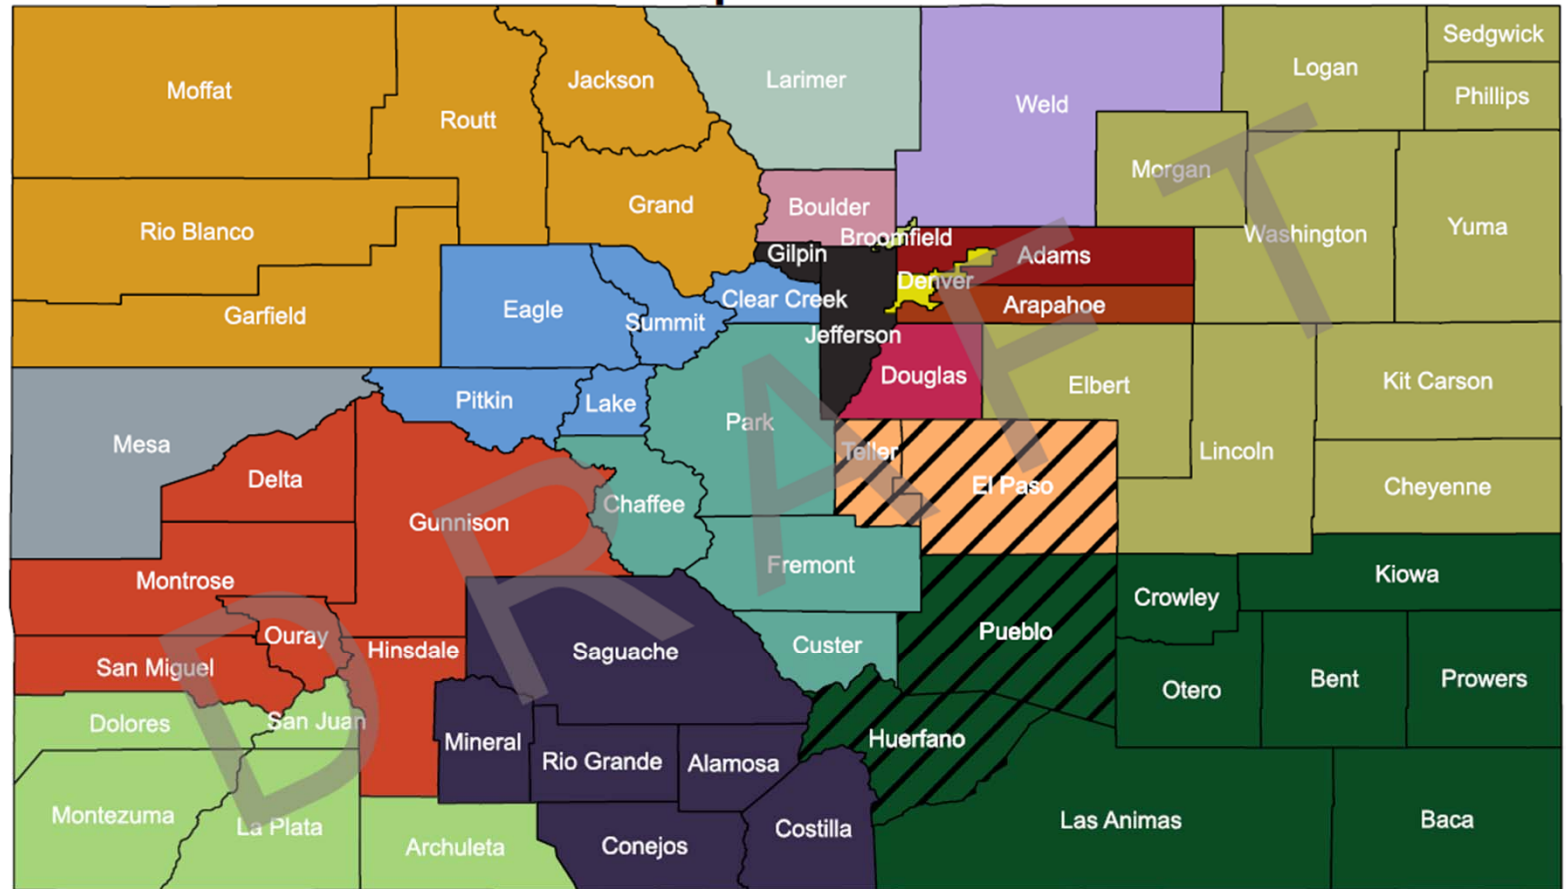 Moffat
Routt
Jackson
Larimer
Weld
Logan
Sedgwick
Phillips
Morgan
Rio Blanco
Grand
Boulder
Washington
Yuma
Broomfield
Gilpin
Adams
Garfield
Eagle
Summit
Clear Creek
Denver
Arapahoe
Jefferson
Pitkin
Lake
Douglas
Elbert
Kit Carson
Mesa
Park
Teller
Lincoln
Delta
Gunnison
Chaffee
El Paso
Cheyenne
Montrose
Fremont
Crowley
Kiowa
Ouray
Hinsdale
Saguache
Custer
Pueblo
San Miguel
Otero
Bent
Prowers
Dolores
San Juan
Mineral
Rio Grande
Alamosa
Huerfano
Montezuma
La Plata
Archuleta
Conejos
Costilla
Las Animas
Baca
DRAFT